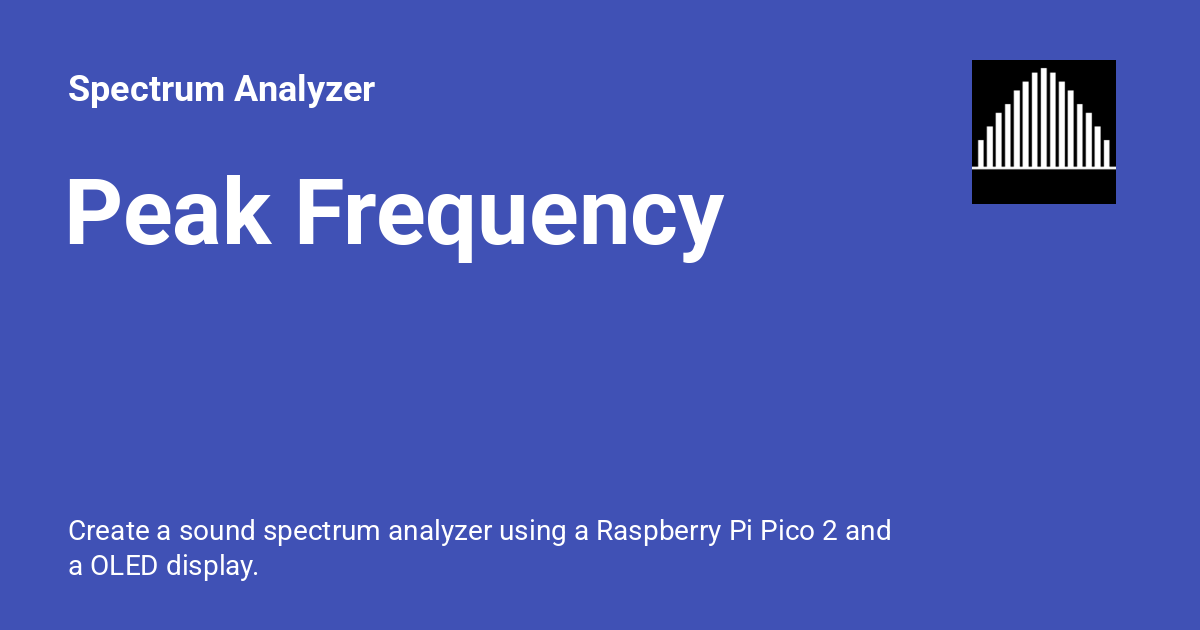 Spectrum Analyzer
Peak Frequency
Create a sound spectrum analyzer using a Raspberry Pi Pico 2 and
a OLED display.